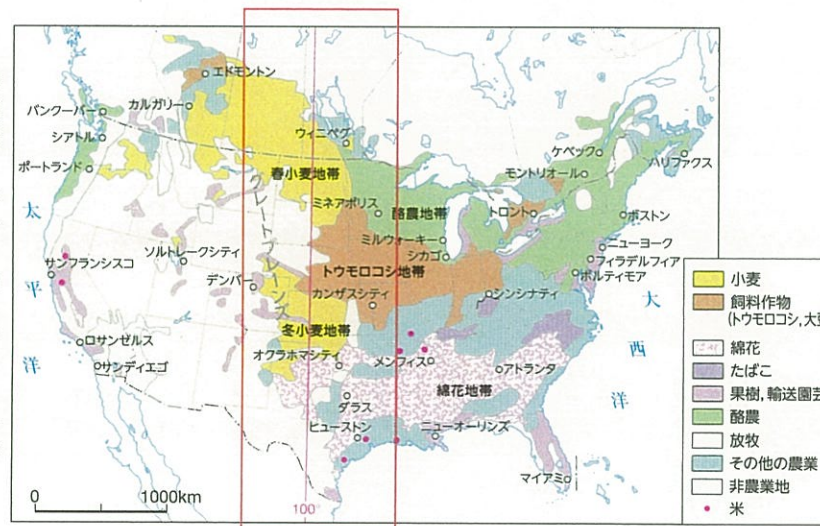 エドモントン
カルガリー
バンクーバー
シアトル
ポートランド
ウィニペグ
ケベック
モントリオール
ハリファクス
春小麦地帯
ミネアポリス
酪農地帯
トロント
ボストン
ミルウォーキー
シカゴ
ニューヨーク
フィラデルフィア
ボルティモア
グレートプレーンズ
太平洋
サンフランシスコ
ソルトレークシティ
デンバー
トウモロコシ地帯
カンザスシティ
シンシナティ
冬小麦地帯
オクラホマシティ
メンフィス
アトランタ
ロサンゼルス
サンディエゴ
綿花地帯
ダラス
ヒューストン
ニューオーリンズ
マイアミ
大西洋
0 1000km
100°
小麦
飼料作物
(トウモロコシ,大豆
綿花
たばこ
果樹,輸送園芸
酪農
放牧
その他の農業
非農業地
米